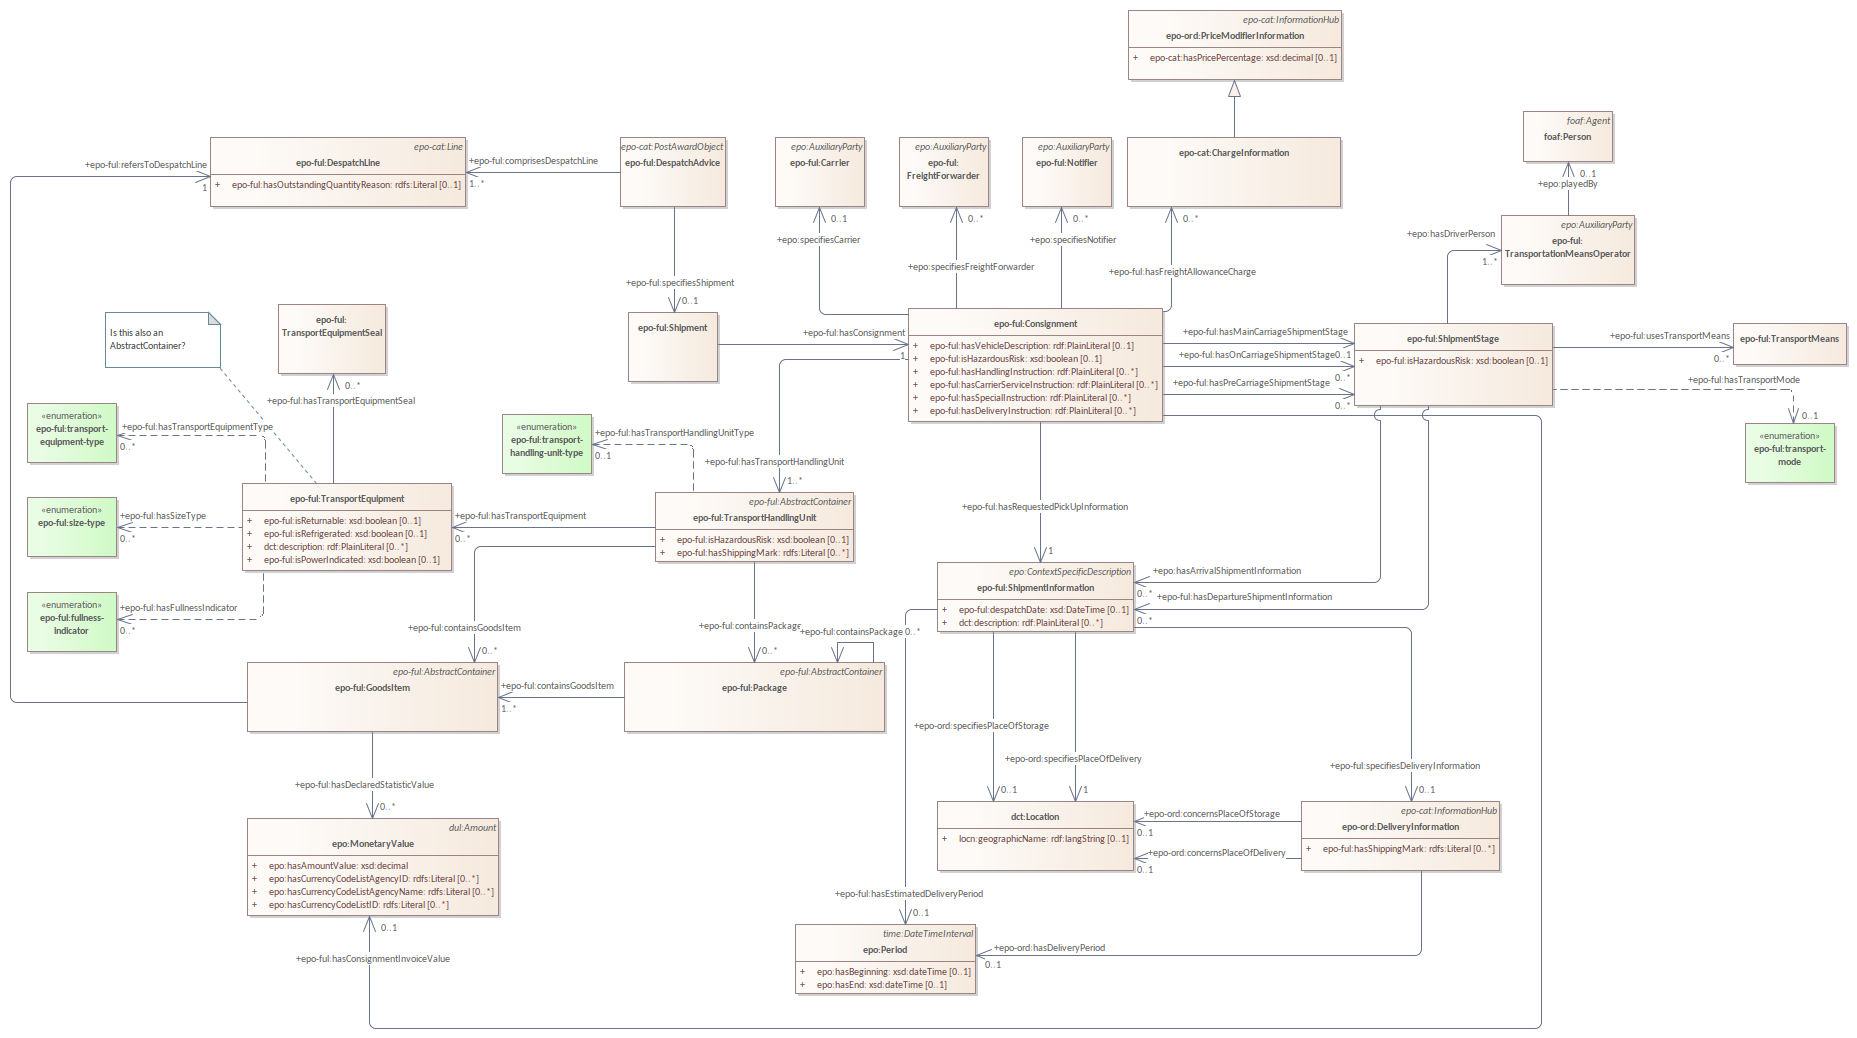 epo-cat:InformationHub
epo-ord:PriceModifierInformation
+ epo-cat:hasPricePercentage: xsd:decimal [0..1]
foaf:Agent
foaf:Person
0..1
+epo:playedBy
epo-cat:Line
epo-ful:DespatchLine
+ epo-ful:hasOutstandingQuantityReason: rdfs:Literal [0..1]
+epo-ful:refersToDespatchLine
1
+epo-ful:comprisesDespatchLine
1..*
epo-cat:PostAwardObject
epo-ful:DespatchAdvice
epo:AuxiliaryParty
epo-ful:Carrier
epo:AuxiliaryParty
epo-ful:
FreightForwarder
epo:AuxiliaryParty
epo-ful:Notifier
epo-cat:ChargeInformation
0..1
+epo:specifiesCarrier
0..*
+epo:specifiesFreightForwarder
0..*
+epo:specifiesNotifier
0..*
+epo-ful:hasFreightAllowanceCharge
epo:AuxiliaryParty
epo-ful:
TransportationMeansOperator
+epo:hasDriverPerson
1..*
+epo-ful:specifiesShipment
0..1
epo-ful:Shipment
+epo-ful:hasConsignment
1
epo-ful:Consignment
+ epo-ful:hasVehicleDescription: rdf:PlainLiteral [0..1]
+ epo-ful:isHazardousRisk: xsd:boolean [0..1]
+ epo-ful:hasHandlingInstruction: rdf:PlainLiteral [0..*]
+ epo-ful:hasCarrierServiceInstruction: rdf:PlainLiteral [0..*]
+ epo-ful:hasSpecialInstruction: rdf:PlainLiteral [0..*]
+ epo-ful:hasDeliveryInstruction: rdf:PlainLiteral [0..*]
+epo-ful:hasMainCarriageShipmentStage
+epo-ful:hasOnCarriageShipmentStage
0..1
+epo-ful:hasPreCarriageShipmentStage
0..*
0..*
epo-ful:ShipmentStage
+ epo-ful:isHazardousRisk: xsd:boolean [0..1]
+epo-ful:usesTransportMeans
0..*
epo-ful:TransportMeans
+epo-ful:hasTransportMode
0..1
«enumeration»
epo-ful:transport-
mode
Is this also an
AbstractContainer?
epo-ful:
TransportEquipmentSeal
0..*
+epo-ful:hasTransportEquipmentSeal
«enumeration»
epo-ful:transport-
equipment-type
+epo-ful:hasTransportEquipmentType
0..*
«enumeration»
epo-ful:size-type
+epo-ful:hasSizeType
0..*
«enumeration»
epo-ful:fullness-
indicator
+epo-ful:hasFullnessIndicator
0..*
epo-ful:TransportEquipment
+ epo-ful:isReturnable: xsd:boolean [0..1]
+ epo-ful:isRefrigerated: xsd:boolean [0..1]
+ dct:description: rdf:PlainLiteral [0..*]
+ epo-ful:isPowerIndicated: xsd:boolean [0..1]
«enumeration»
epo-ful:transport-
handling-unit-type
+epo-ful:hasTransportHandlingUnitType
0..1
+epo-ful:hasTransportHandlingUnit
1..*
epo-ful:AbstractContainer
epo-ful:TransportHandlingUnit
+ epo-ful:isHazardousRisk: xsd:boolean [0..1]
+ epo-ful:hasShippingMark: rdfs:Literal [0..*]
+epo-ful:hasTransportEquipment
0..*
+epo-ful:hasRequestedPickUpInformation
1
epo:ContextSpecificDescription
epo-ful:ShipmentInformation
+ epo-ful:despatchDate: xsd:DateTime [0..1]
+ dct:description: rdf:PlainLiteral [0..*]
+epo:hasArrivalShipmentInformation
0..*
+epo-ful:hasDepartureShipmentInformation
0..*
+epo-ful:containsGoodsItem
0..*
+epo-ful:containsPackage
0..*
+epo-ful:containsPackage
0..*
epo-ful:AbstractContainer
epo-ful:GoodsItem
epo-ful:AbstractContainer
epo-ful:Package
+epo-ful:containsGoodsItem
1..*
+epo-ord:specifiesPlaceOfStorage
0..1
+epo-ord:specifiesPlaceOfDelivery
1
+epo-ful:specifiesDeliveryInformation
0..1
+epo-ful:hasDeclaredStatisticValue
0..*
dul:Amount
epo:MonetaryValue
+ epo:hasAmountValue: xsd:decimal
+ epo:hasCurrencyCodeListAgencyID: rdfs:Literal [0..*]
+ epo:hasCurrencyCodeListAgencyName: rdfs:Literal [0..*]
+ epo:hasCurrencyCodeListID: rdfs:Literal [0..*]
0..1
+epo-ful:hasConsignmentInvoiceValue
dct:Location
+ locn:geographicName: rdf:langString [0..1]
+epo-ord:concernsPlaceOfStorage
0..1
+epo-ord:concernsPlaceOfDelivery
0..1
epo-cat:InformationHub
epo-ord:DeliveryInformation
+ epo-ful:hasShippingMark: rdfs:Literal [0..*]
+epo-ful:hasEstimatedDeliveryPeriod
0..1
time:DateTimeInterval
epo:Period
+ epo:hasBeginning: xsd:dateTime [0..1]
+ epo:hasEnd: xsd:dateTime [0..1]
+epo-ord:hasDeliveryPeriod
0..1